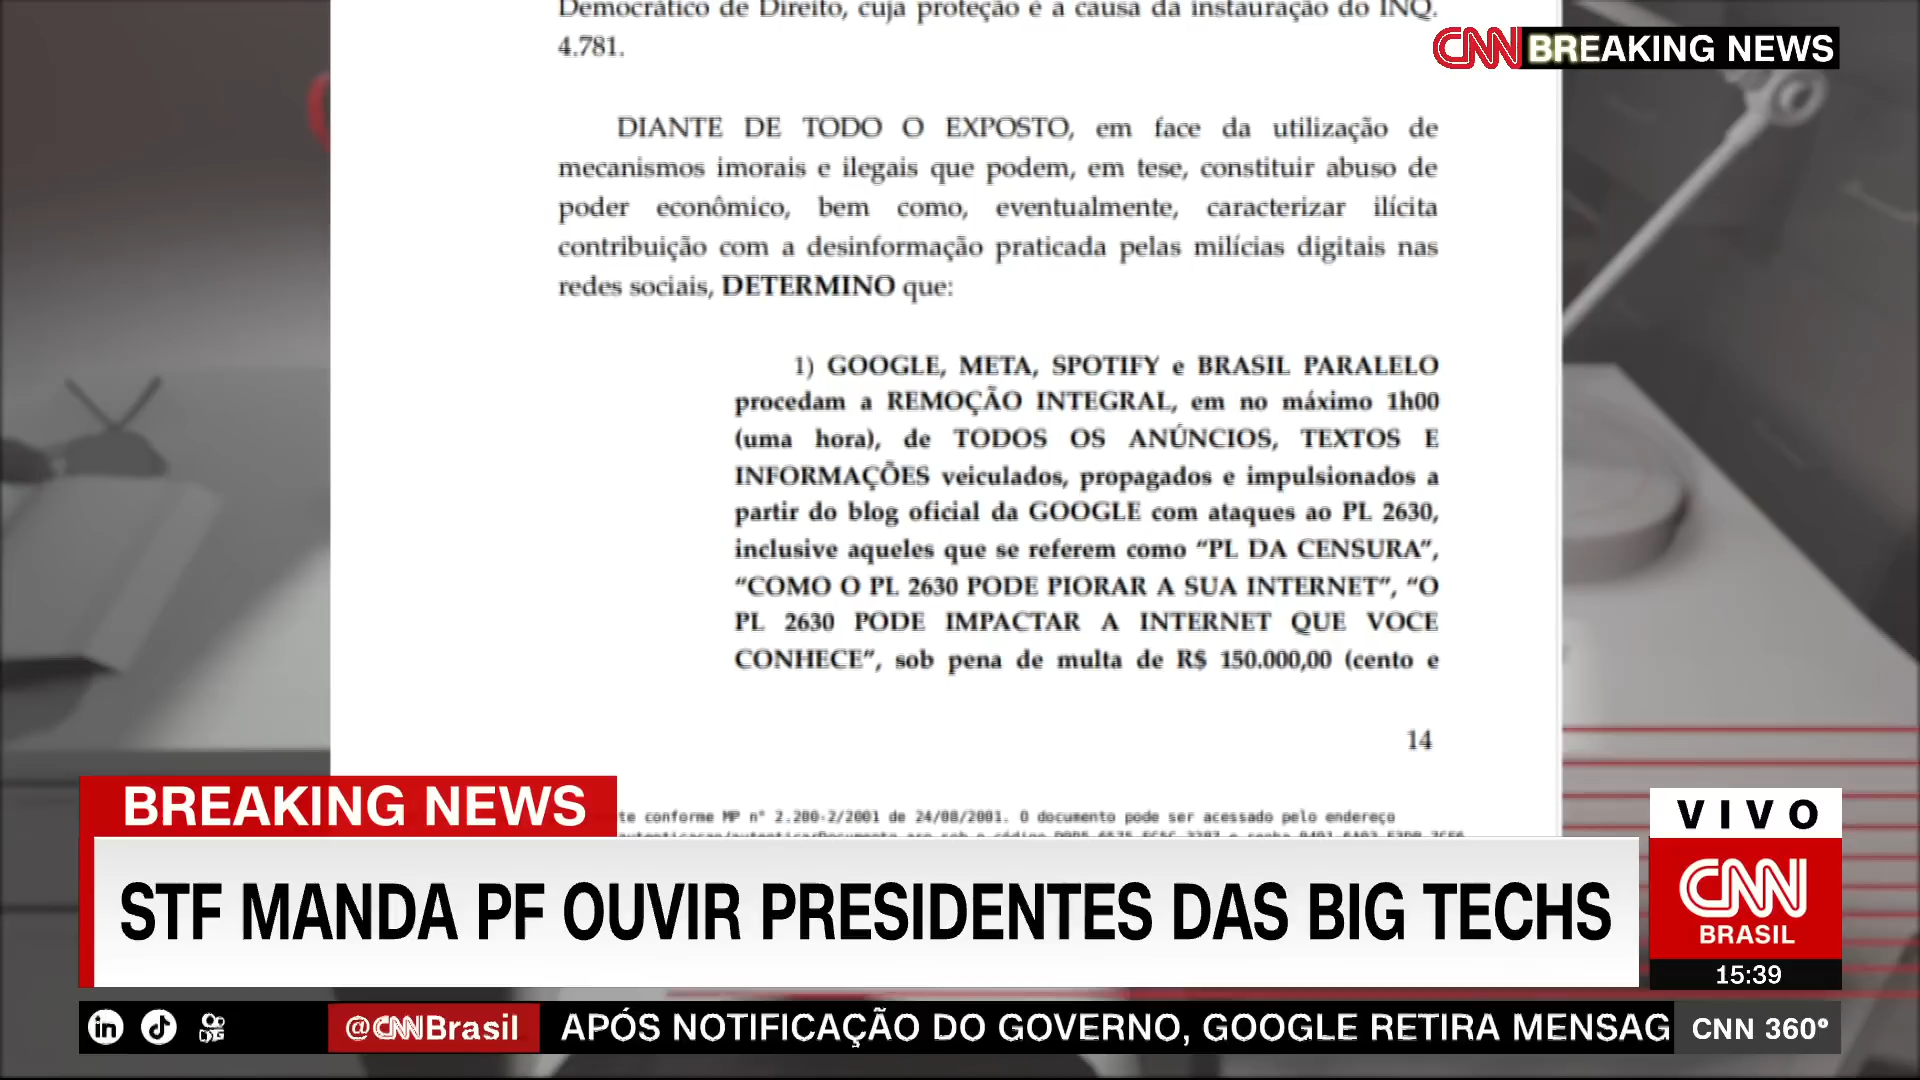 Democrático de Direito, cuja proteção é a causa da instauração do INQ.
4.781.
CNN BREAKING NEWS
DIANTE DE TODO O EXPOSTO, em face da utilização de
mecanismos imorais e ilegais que podem, em tese, constituir abuso de
poder econômico, bem como, eventualmente, caracterizar ilícita
contribuição com a desinformação praticada pelas milícias digitais nas
redes sociais, DETERMINO que:
1) GOOGLE, META, SPOTIFY e BRASIL PARALELO
procedam a REMOÇÃO INTEGRAL, em no máximo 1h00
(uma hora), de TODOS OS ANÚNCIOS, TEXTOS E
INFORMAÇÕES veiculados, propagados e impulsionados a
partir do blog oficial da GOOGLE com ataques ao PL 2630,
inclusive aqueles que se referem como “PL DA CENSURA”,
“COMO O PL 2630 PODE PIORAR A SUA INTERNET”, “O
PL 2630 PODE IMPACTAR A INTERNET QUE VOCE
CONHECE”, sob pena de multa de R$ 150.000,00 (cento e
14
te conforme MP n° 2.200-2/2001 de 24/08/2001. O documento pode ser acessado pelo endereço
BREAKING NEWS
STF MANDA PF OUVIR PRESIDENTES DAS BIG TECHS
VIVO
CNN
BRASIL
15:39
@CNNBrasil
APÓS NOTIFICAÇÃO DO GOVERNO, GOOGLE RETIRA MENSAG
CNN 360°